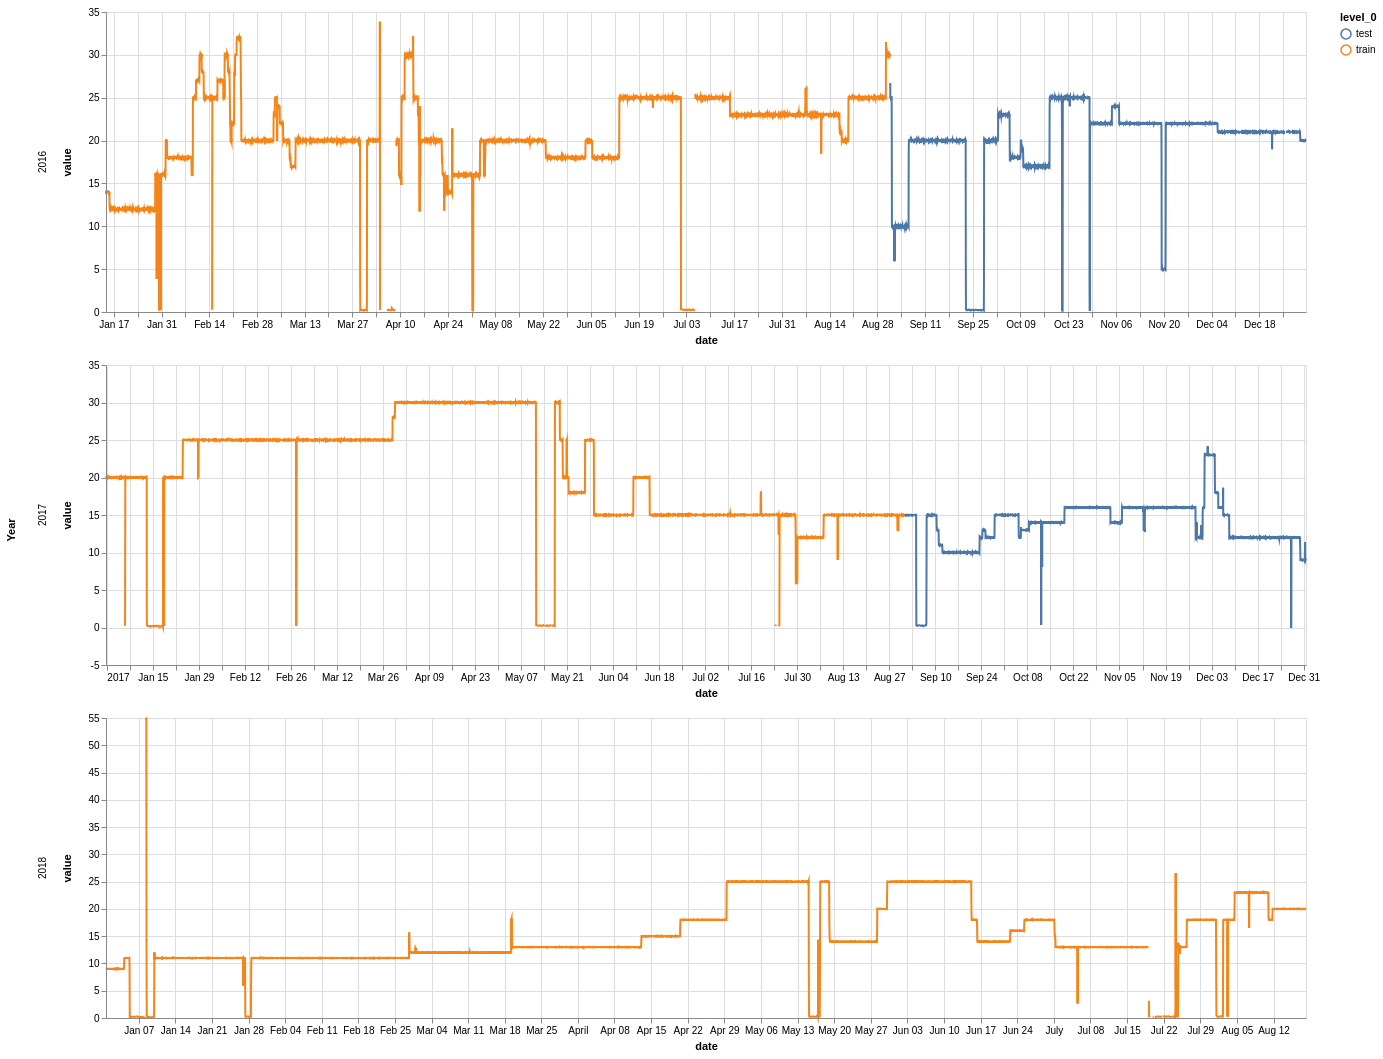 level_0
test
train
35
30
25
20
15
10
5
0
2016
value
Jan 17 Jan 31 Feb 14 Feb 28 Mar 13 Mar 27 Apr 10 Apr 24 May 08 May 22 Jun 05 Jun 19 Jul 03 Jul 17 Jul 31 Aug 14 Aug 28 Sep 11 Sep 25 Oct 09 Oct 23 Nov 06 Nov 20 Dec 04 Dec 18
date
35
30
25
20
15
10
5
0
-5
Year
2017
value
2017 Jan 15 Jan 29 Feb 12 Feb 26 Mar 12 Mar 26 Apr 09 Apr 23 May 07 May 21 Jun 04 Jun 18 Jul 02 Jul 16 Jul 30 Aug 13 Aug 27 Sep 10 Sep 24 Oct 08 Oct 22 Nov 05 Nov 19 Dec 03 Dec 17 Dec 31
date
55
50
45
40
35
30
25
20
15
10
5
0
2018
value
Jan 07 Jan 14 Jan 21 Jan 28 Feb 04 Feb 11 Feb 18 Feb 25 Mar 04 Mar 11 Mar 18 Mar 25 April Apr 08 Apr 15 Apr 22 Apr 29 May 06 May 13 May 20 May 27 Jun 03 Jun 10 Jun 17 Jun 24 July Jul 08 Jul 15 Jul 22 Jul 29 Aug 05 Aug 12
date